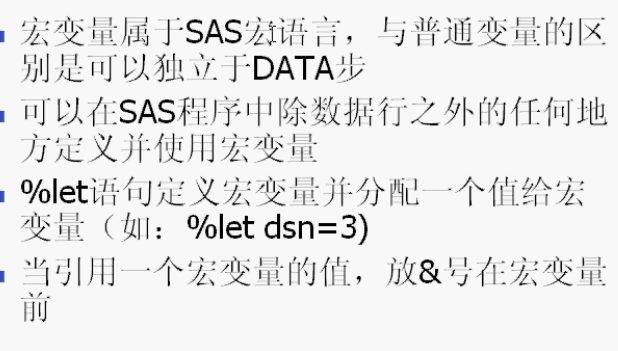 宏变量属于SAS宏语言，与普通变量的区
别是可以独立于DATA步
可以在SAS程序中除数据行之外的任何地
方定义并使用宏变量
%let语句定义宏变量并分配一个值给宏
变量（如：%let dsn=3)
当引用一个宏变量的值，放&号在宏变量
前